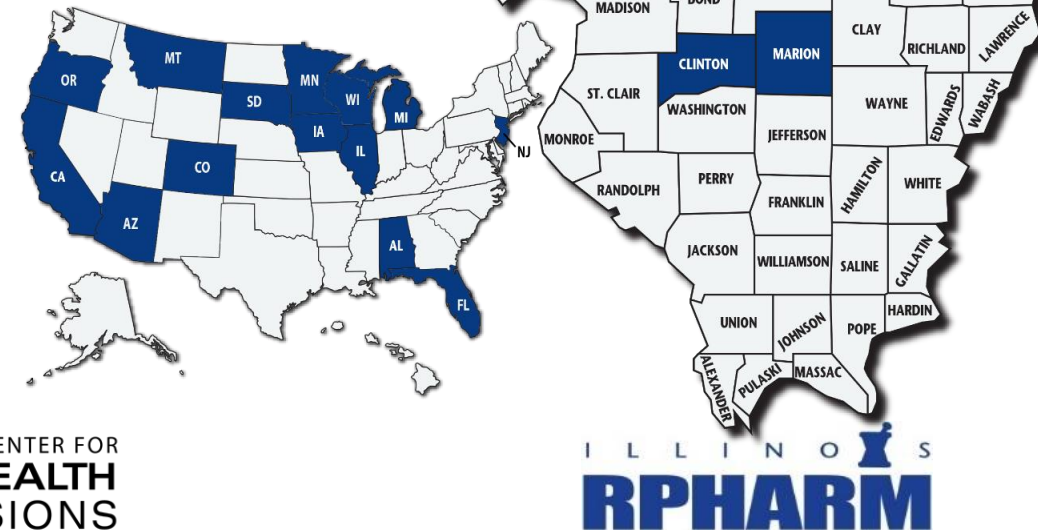 MT
OR
MN
SD
WI
MI
IA
IL
NJ
CO
CA
AZ
AL
FL
MADISON
BOND
CLINTON
MARION
CLAY
RICHLAND
LAWRENCE
ST. CLAIR
WASHINGTON
WAYNE
EDWARDS
WABASH
MONROE
JEFFERSON
RANDOLPH
PERRY
FRANKLIN
HAMILTON
WHITE
JACKSON
WILLIAMSON
SALINE
GALLATIN
UNION
JOHNSON
POPE
HARDIN
ALEXANDER
PULASKI
MASSAC
ENTER FOR
EALTH
SIONS
ILLINOIS
RPHARM